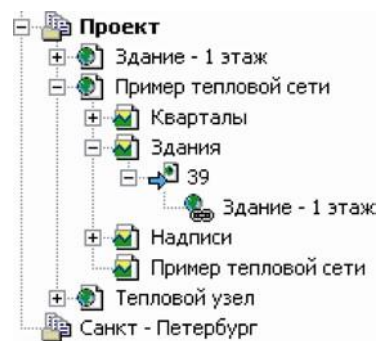 Проект
Здание - 1 этаж
Пример тепловой сети
Кварталы
Здания
39
Здание - 1 этаж
Надписи
Пример тепловой сети
Тепловой узел
Санкт - Петербург